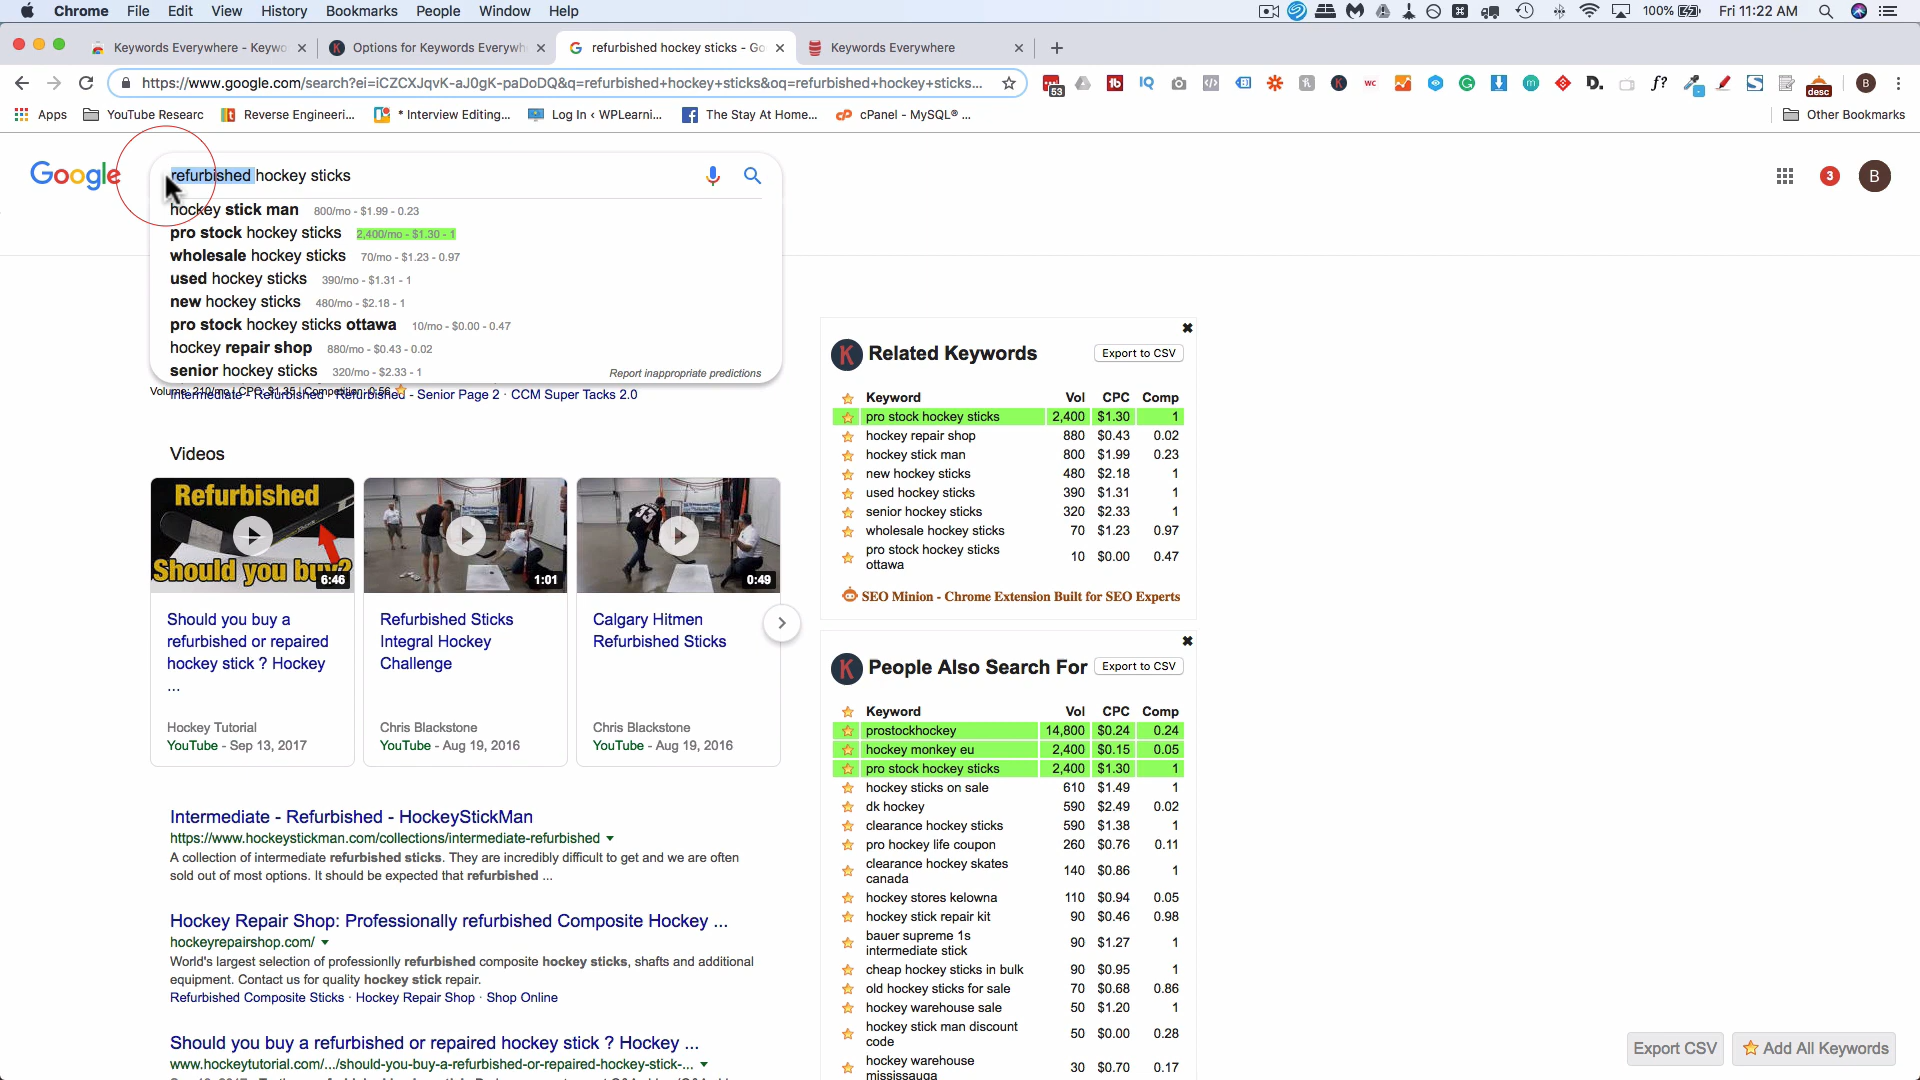 Chrome File Edit View History Bookmarks People Window Help 100% Fri 11:22 AM
Keywords Everywhere - Keywo Options for Keywords Everywh refurbished hockey sticks - Go Keywords Everywhere
https://www.google.com/search?ei=iCZCXJqvK-aJ0gK-paDoDQ&q=refurbished+hockey+sticks&oq=refurbished+hockey+sticks...
53 desc B
Apps YouTube Researc Reverse Engineeri... * Interview Editing... Log In ‹ WPLearni... The Stay At Home... cPanel - MySQL® ... Other Bookmarks
Google
refurbished hockey sticks
3 B
hockey stick man 800/mo - $1.99 - 0.23
pro stock hockey sticks 2,400/mo - $1.30 - 1
wholesale hockey sticks 70/mo - $1.23 - 0.97
used hockey sticks 390/mo - $1.31 - 1
new hockey sticks 480/mo - $2.18 - 1
pro stock hockey sticks ottawa 10/mo - $0.00 - 0.47
hockey repair shop 880/mo - $0.43 - 0.02
senior hockey sticks 320/mo - $2.33 - 1
Report inappropriate predictions
Volume: 210/mo | CPC: $1.35 | Competition: 0.56
Intermediate - Refurbished · Refurbished - Senior Page 2 · CCM Super Tacks 2.0
Videos
Refurbished
Should you buy?
6:46
1:01
0:49
Should you buy a
refurbished or repaired
hockey stick ? Hockey
...
Hockey Tutorial
YouTube - Sep 13, 2017
Refurbished Sticks
Integral Hockey
Challenge
Chris Blackstone
YouTube - Aug 19, 2016
Calgary Hitmen
Refurbished Sticks
Chris Blackstone
YouTube - Aug 19, 2016
Intermediate - Refurbished - HockeyStickMan
https://www.hockeystickman.com/collections/intermediate-refurbished
A collection of intermediate refurbished sticks. They are incredibly difficult to get and we are often
sold out of most options. It should be expected that refurbished ...
Hockey Repair Shop: Professionally refurbished Composite Hockey ...
hockeyrepairshop.com/
World's largest selection of professionlly refurbished composite hockey sticks, shafts and additional
equipment. Contact us for quality hockey stick repair.
Refurbished Composite Sticks · Hockey Repair Shop · Shop Online
Should you buy a refurbished or repaired hockey stick ? Hockey ...
www.hockeytutorial.com/.../should-you-buy-a-refurbished-or-repaired-hockey-stick-...
K Related Keywords Export to CSV
Keyword Vol CPC Comp
pro stock hockey sticks 2,400 $1.30 1
hockey repair shop 880 $0.43 0.02
hockey stick man 800 $1.99 0.23
new hockey sticks 480 $2.18 1
used hockey sticks 390 $1.31 1
senior hockey sticks 320 $2.33 1
wholesale hockey sticks 70 $1.23 0.97
pro stock hockey sticks
ottawa 10 $0.00 0.47
SEO Minion - Chrome Extension Built for SEO Experts
K People Also Search For Export to CSV
Keyword Vol CPC Comp
prostockhockey 14,800 $0.24 0.24
hockey monkey eu 2,400 $0.15 0.05
pro stock hockey sticks 2,400 $1.30 1
hockey sticks on sale 610 $1.49 1
dk hockey 590 $2.49 0.02
clearance hockey sticks 590 $1.38 1
pro hockey life coupon 260 $0.76 0.11
clearance hockey skates
canada 140 $0.86 1
hockey stores kelowna 110 $0.94 0.05
hockey stick repair kit 90 $0.46 0.98
bauer supreme 1s
intermediate stick 90 $1.27 1
cheap hockey sticks in bulk 90 $0.95 1
old hockey sticks for sale 70 $0.68 0.86
hockey warehouse sale 50 $1.20 1
hockey stick man discount
code 50 $0.00 0.28
hockey warehouse
mississauga 30 $0.70 0.17
Export CSV Add All Keywords